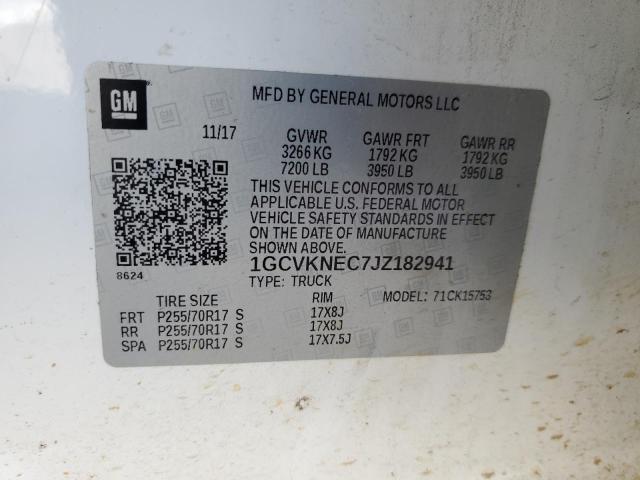 GM
MFD BY GENERAL MOTORS LLC
11/17 GVWR GAWR FRT GAWR RR
3266 KG 1792 KG 1792 KG
7200 LB 3950 LB 3950 LB
THIS VEHICLE CONFORMS TO ALL
APPLICABLE U.S. FEDERAL MOTOR
VEHICLE SAFETY STANDARDS IN EFFECT
ON THE DATE OF MANUFACTURE
SHOWN ABOVE.
8624 1GCVKNEC7JZ182941
TYPE: TRUCK MODEL: 71CK15753
TIRE SIZE RIM
FRT P255/70R17 S 17X8J
RR P255/70R17 S 17X8J
SPA P255/70R17 S 17X7.5J